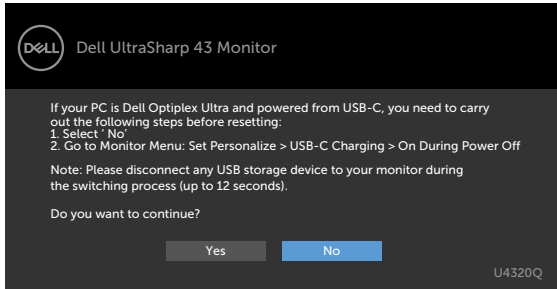 DELL
Dell UltraSharp 43 Monitor
If your PC is Dell Optiplex Ultra and powered from USB-C, you need to carry
out the following steps before resetting:
1. Select ‘ No’
2. Go to Monitor Menu: Set Personalize > USB-C Charging > On During Power Off
Note: Please disconnect any USB storage device to your monitor during
the switching process (up to 12 seconds).
Do you want to continue?
Yes
No
U4320Q